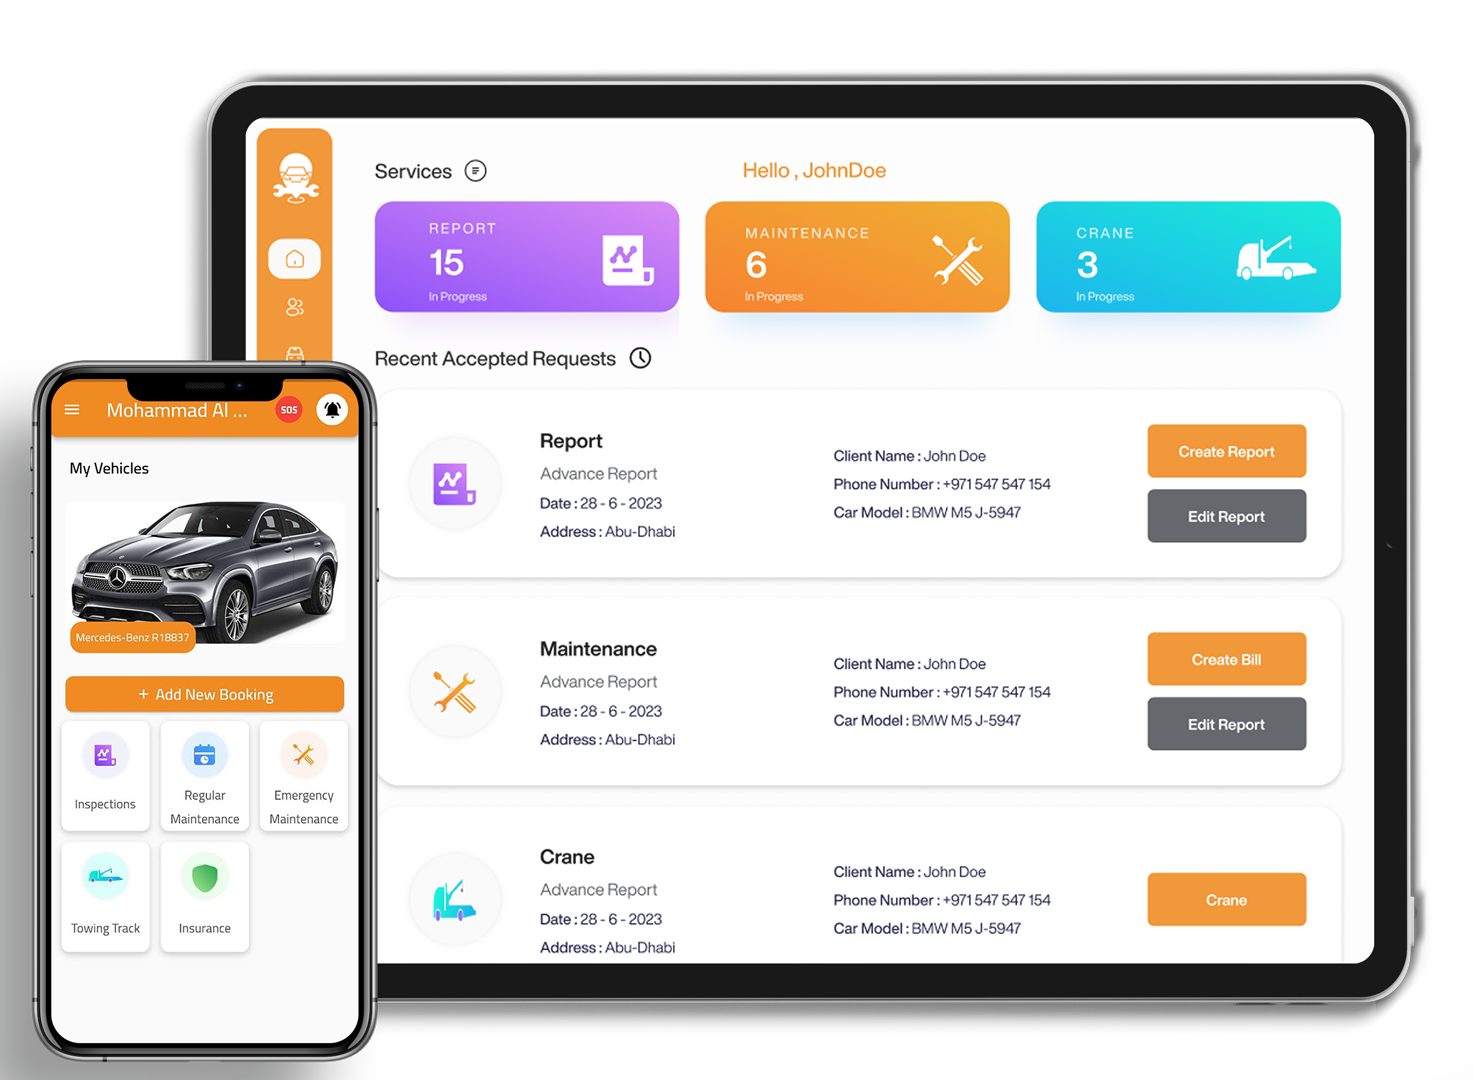 Services
Hello , JohnDoe
REPORT
15
In Progress
MAINTENANCE
6
In Progress
CRANE
3
In Progress
Recent Accepted Requests
Report
Advance Report
Date : 28 - 6 - 2023
Address : Abu-Dhabi
Client Name : John Doe
Phone Number : +971 547 547 154
Car Model : BMW M5 J-5947
Create Report
Edit Report
Maintenance
Advance Report
Date : 28 - 6 - 2023
Address : Abu-Dhabi
Client Name : John Doe
Phone Number : +971 547 547 154
Car Model : BMW M5 J-5947
Create Bill
Edit Report
Crane
Advance Report
Date : 28 - 6 - 2023
Address : Abu-Dhabi
Client Name : John Doe
Phone Number : +971 547 547 154
Car Model : BMW M5 J-5947
Crane
Mohammad Al ...
SOS
My Vehicles
Mercedes-Benz R18837
+ Add New Booking
Inspections
Regular
Maintenance
Emergency
Maintenance
Towing Track
Insurance